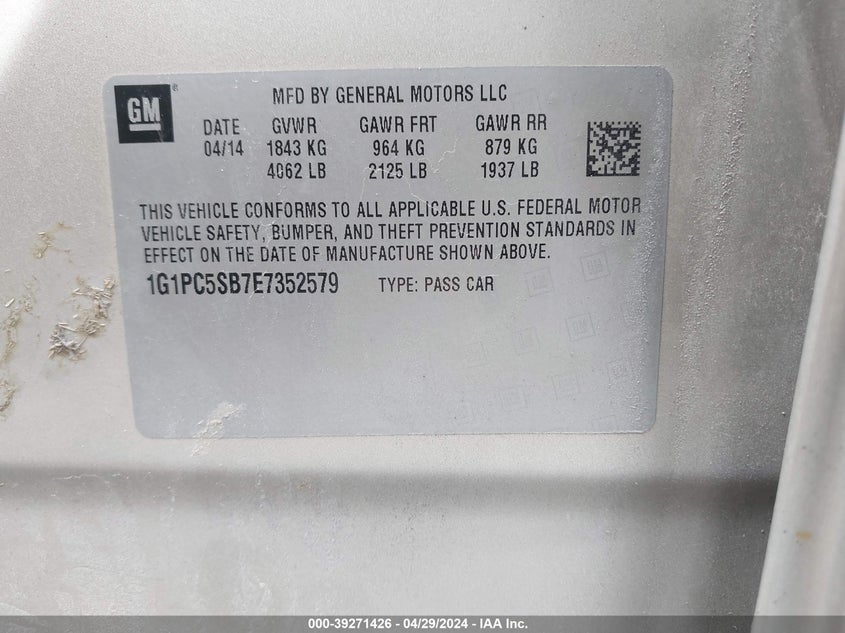 GM®
MFD BY GENERAL MOTORS LLC
DATE GVWR GAWR FRT GAWR RR
04/14 1843 KG 964 KG 879 KG
4062 LB 2125 LB 1937 LB
THIS VEHICLE CONFORMS TO ALL APPLICABLE U.S. FEDERAL MOTOR
VEHICLE SAFETY, BUMPER, AND THEFT PREVENTION STANDARDS IN
EFFECT ON THE DATE OF MANUFACTURE SHOWN ABOVE.
1G1PC5SB7E7352579 TYPE: PASS CAR
000-39271426 - 04/29/2024 - IAA Inc.